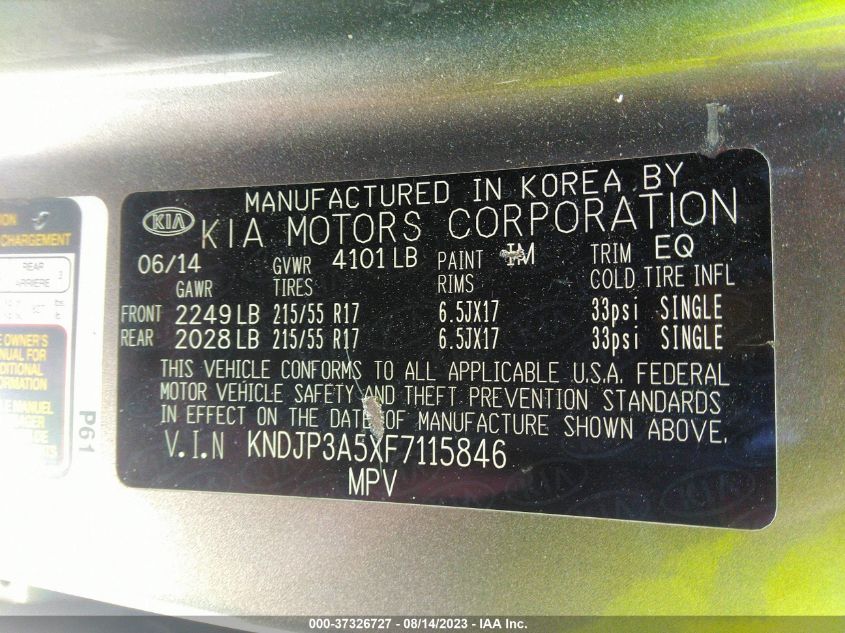 MANUFACTURED IN KOREA BY
KIA KIA MOTORS CORPORATION
06/14 GVWR 4101 LB PAINT TRIM EQ
GAWR TIRES RIMS COLD TIRE INFL
FRONT 2249 LB 215/55 R17 6.5JX17 33psi SINGLE
REAR 2028 LB 215/55 R17 6.5JX17 33psi SINGLE
THIS VEHICLE CONFORMS TO ALL APPLICABLE U.S.A. FEDERAL
MOTOR VEHICLE SAFETY AND THEFT PREVENTION STANDARDS
IN EFFECT ON THE DATE OF MANUFACTURE SHOWN ABOVE.
V.I.N KNDJP3A5XF7115846
MPV
CHARGEMENT
REAR 3
ARRIERE
OWNER'S
MANUAL FOR
P61
000-37326727 - 08/14/2023 - IAA Inc.